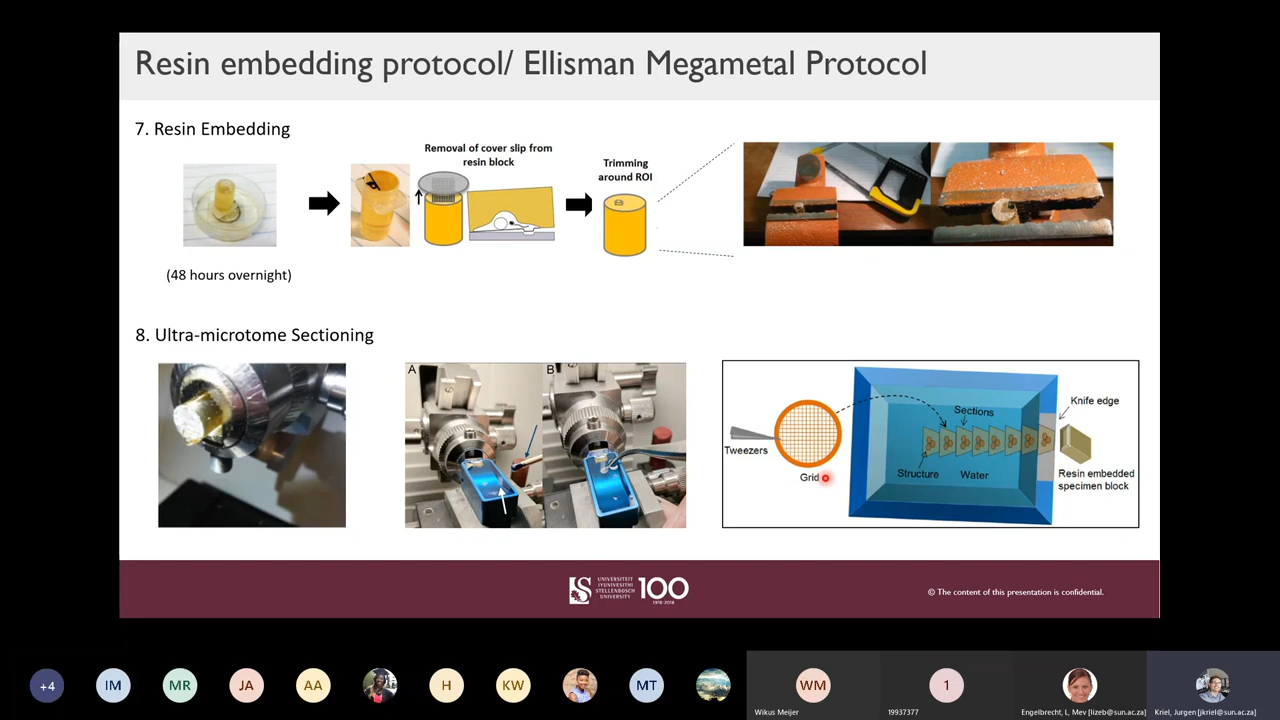 Resin embedding protocol/ Ellisman Megametal Protocol
7. Resin Embedding
Removal of cover slip from
resin block
Trimming
around ROI
(48 hours overnight)
8. Ultra-microtome Sectioning
A
B
Tweezers
Grid
Sections
Structure
Water
Knife edge
Resin embedded
specimen block
UNIVERSITEIT
IYUNIVESITHI
STELLENBOSCH
UNIVERSITY
100
1918·2018
© The content of this presentation is confidential.
+4
IM
MR
JA
AA
H
KW
MT
WM
1
Wikus Meijer
19937377
Engelbrecht, L, Mev [lizeb@sun.ac.za]
Kriel, Jurgen [jkriel@sun.ac.za]